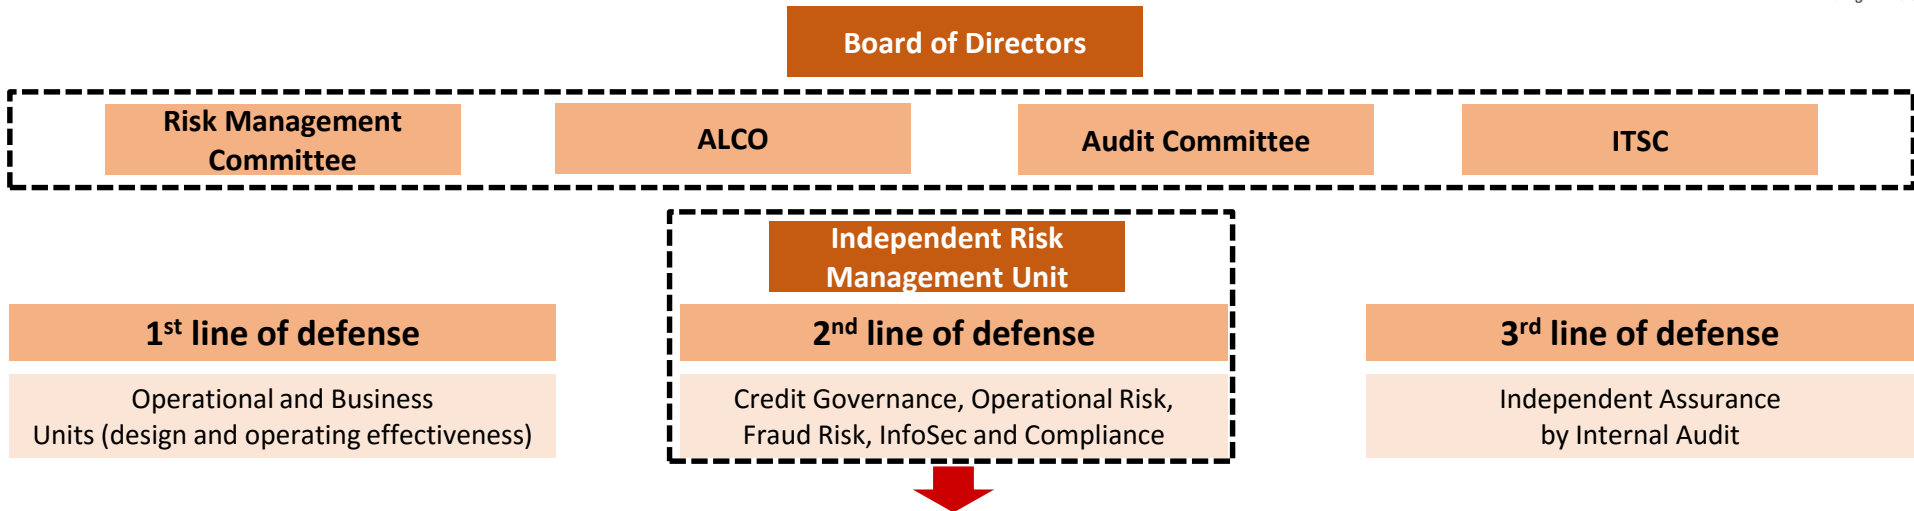 Board of Directors
Risk Management
Committee
ALCO
Audit Committee
ITSC
Independent Risk
Management Unit
1st line of defense
2nd line of defense
3rd line of defense
Operational and Business
Units (design and operating effectiveness)
Credit Governance, Operational Risk,
Fraud Risk, InfoSec and Compliance
Independent Assurance
by Internal Audit